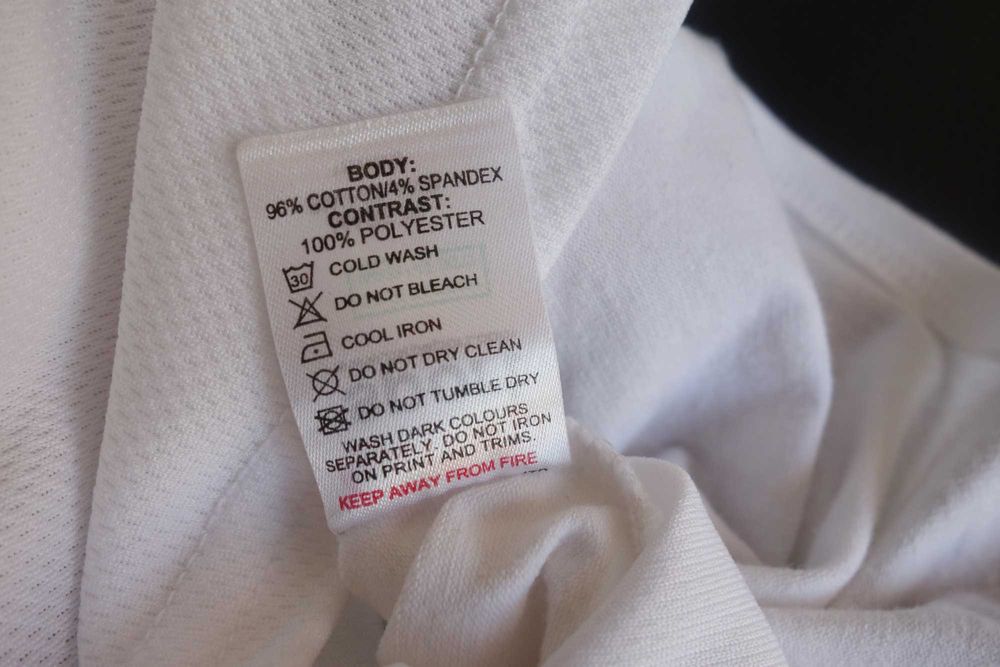 BODY:
96% COTTON/4% SPANDEX
CONTRAST:
100% POLYESTER
30 COLD WASH
DO NOT BLEACH
COOL IRON
DO NOT DRY CLEAN
DO NOT TUMBLE DRY
WASH DARK COLOURS
SEPARATELY. DO NOT IRON
ON PRINT AND TRIMS.
KEEP AWAY FROM FIRE